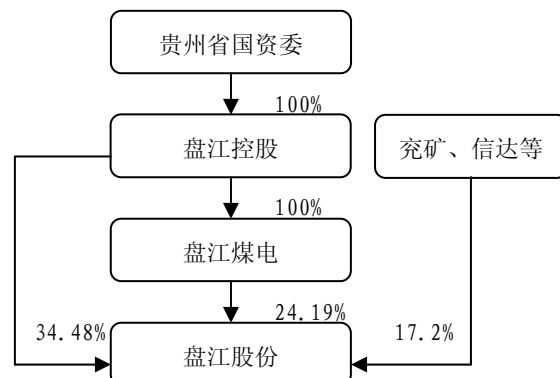 贵州省国资委
100%
盘江控股
兖矿、信达等
100%
盘江煤电
24.19%
34.48%
17.2%
盘江股份